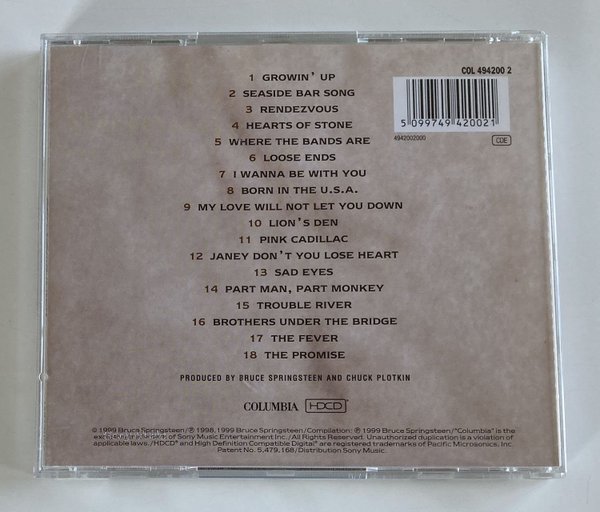 COL 494200 2
5 099749 420021
4942002000
CDE
1 GROWIN' UP
2 SEASIDE BAR SONG
3 RENDEZVOUS
4 HEARTS OF STONE
5 WHERE THE BANDS ARE
6 LOOSE ENDS
7 I WANNA BE WITH YOU
8 BORN IN THE U.S.A.
9 MY LOVE WILL NOT LET YOU DOWN
10 LION'S DEN
11 PINK CADILLAC
12 JANEY DON'T YOU LOSE HEART
13 SAD EYES
14 PART MAN, PART MONKEY
15 TROUBLE RIVER
16 BROTHERS UNDER THE BRIDGE
17 THE FEVER
18 THE PROMISE
PRODUCED BY BRUCE SPRINGSTEEN AND CHUCK PLOTKIN
COLUMBIA HDCD
© 1999 Bruce Springsteen/℗ 1998, 1999 Bruce Springsteen/Compilation: ℗ 1999 Bruce Springsteen/"Columbia" is the
of Sony Music Entertainment Inc./All Rights Reserved. Unauthorized duplication is a violation of
applicable laws./HDCD® and High Definition Compatible Digital® are registered trademarks of Pacific Microsonics, Inc.
Patent No. 5,479,168/Distribution Sony Music.